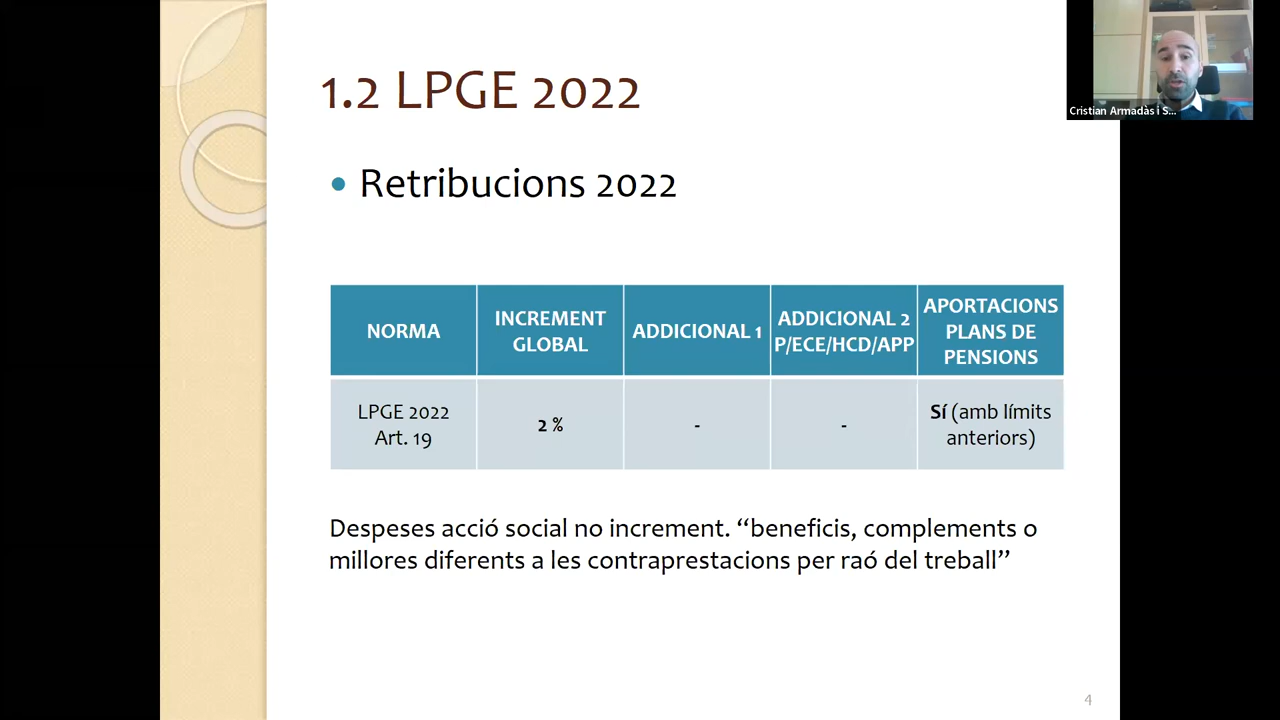 1.2 LPGE 2022
Cristian Armadàs i S...
• Retribucions 2022
NORMA
INCREMENT
GLOBAL
ADDICIONAL 1
ADDICIONAL 2
P/ECE/HCD/APP
APORTACIONS
PLANS DE
PENSIONS
LPGE 2022
Art. 19
2 %
-
-
Sí (amb límits
anteriors)
Despeses acció social no increment. “beneficis, complements o
millores diferents a les contraprestacions per raó del treball”
4